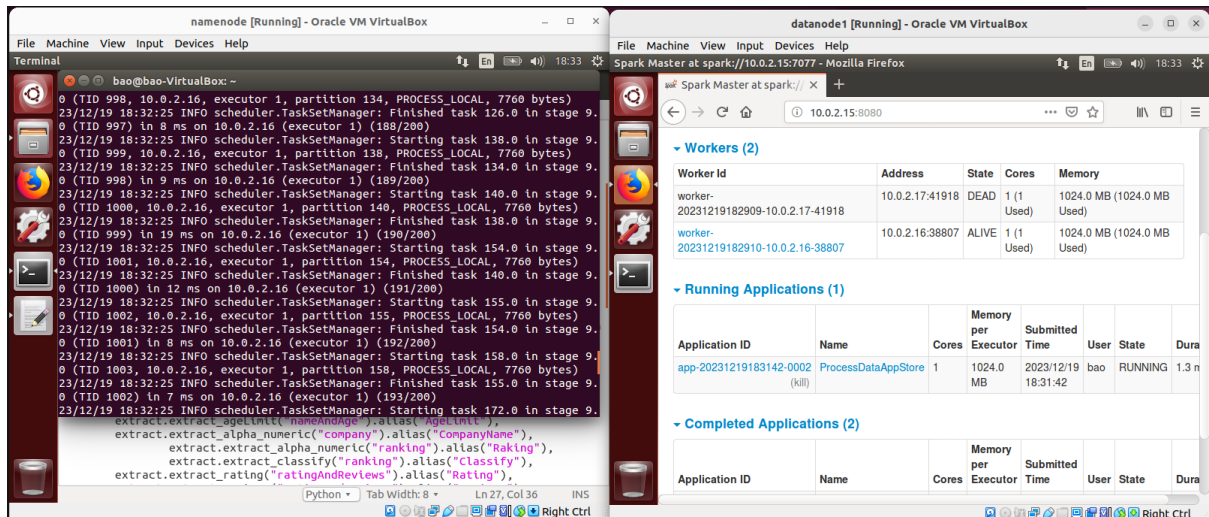 namenode [Running] - Oracle VM VirtualBox
File Machine View Input Devices Help
Terminal
En
18:33
bao@bao-VirtualBox: ~
0 (TID 998, 10.0.2.16, executor 1, partition 134, PROCESS_LOCAL, 7760 bytes)
23/12/19 18:32:25 INFO scheduler.TaskSetManager: Finished task 126.0 in stage 9.
0 (TID 997) in 8 ms on 10.0.2.16 (executor 1) (188/200)
23/12/19 18:32:25 INFO scheduler.TaskSetManager: Starting task 138.0 in stage 9.
0 (TID 999, 10.0.2.16, executor 1, partition 138, PROCESS_LOCAL, 7760 bytes)
23/12/19 18:32:25 INFO scheduler.TaskSetManager: Finished task 134.0 in stage 9.
0 (TID 998) in 9 ms on 10.0.2.16 (executor 1) (189/200)
23/12/19 18:32:25 INFO scheduler.TaskSetManager: Starting task 140.0 in stage 9.
0 (TID 1000, 10.0.2.16, executor 1, partition 140, PROCESS_LOCAL, 7760 bytes)
23/12/19 18:32:25 INFO scheduler.TaskSetManager: Finished task 138.0 in stage 9.
0 (TID 999) in 19 ms on 10.0.2.16 (executor 1) (190/200)
23/12/19 18:32:25 INFO scheduler.TaskSetManager: Starting task 154.0 in stage 9.
0 (TID 1001, 10.0.2.16, executor 1, partition 154, PROCESS_LOCAL, 7760 bytes)
23/12/19 18:32:25 INFO scheduler.TaskSetManager: Finished task 140.0 in stage 9.
0 (TID 1000) in 12 ms on 10.0.2.16 (executor 1) (191/200)
23/12/19 18:32:25 INFO scheduler.TaskSetManager: Starting task 155.0 in stage 9.
0 (TID 1002, 10.0.2.16, executor 1, partition 155, PROCESS_LOCAL, 7760 bytes)
23/12/19 18:32:25 INFO scheduler.TaskSetManager: Finished task 154.0 in stage 9.
0 (TID 1001) in 8 ms on 10.0.2.16 (executor 1) (192/200)
23/12/19 18:32:25 INFO scheduler.TaskSetManager: Starting task 158.0 in stage 9.
0 (TID 1003, 10.0.2.16, executor 1, partition 158, PROCESS_LOCAL, 7760 bytes)
23/12/19 18:32:25 INFO scheduler.TaskSetManager: Finished task 155.0 in stage 9.
0 (TID 1002) in 7 ms on 10.0.2.16 (executor 1) (193/200)
23/12/19 18:32:25 INFO scheduler.TaskSetManager: Starting task 172.0 in stage 9.
extract.extract_ageLimit("nameAndAge").alias("AgeLimit"),
extract.extract_alpha_numeric("company").alias("CompanyName"),
extract.extract_alpha_numeric("ranking").alias("Raking"),
extract.extract_classify("ranking").alias("Classify"),
extract.extract_rating("ratingAndReviews").alias("Rating"),
Python Tab Width: 8 Ln 27, Col 36 INS
Right Ctrl
datanode1 [Running] - Oracle VM VirtualBox
File Machine View Input Devices Help
Spark Master at spark://10.0.2.15:7077 - Mozilla Firefox
En
18:33
Spark Master at spark://
10.0.2.15:8080
Workers (2)
Worker Id Address State Cores Memory
worker-20231219182909-10.0.2.17-41918 10.0.2.17:41918 DEAD 1 (1 Used) 1024.0 MB (1024.0 MB Used)
worker-20231219182910-10.0.2.16-38807 10.0.2.16:38807 ALIVE 1 (1 Used) 1024.0 MB (1024.0 MB Used)
Running Applications (1)
Application ID Name Cores Memory per Executor Submitted Time User State Dura
app-20231219183142-0002 (kill) ProcessDataAppStore 1 1024.0 MB 2023/12/19 18:31:42 bao RUNNING 1.3 m
Completed Applications (2)
Application ID Name Cores Memory per Executor Submitted Time User State Dura
Right Ctrl